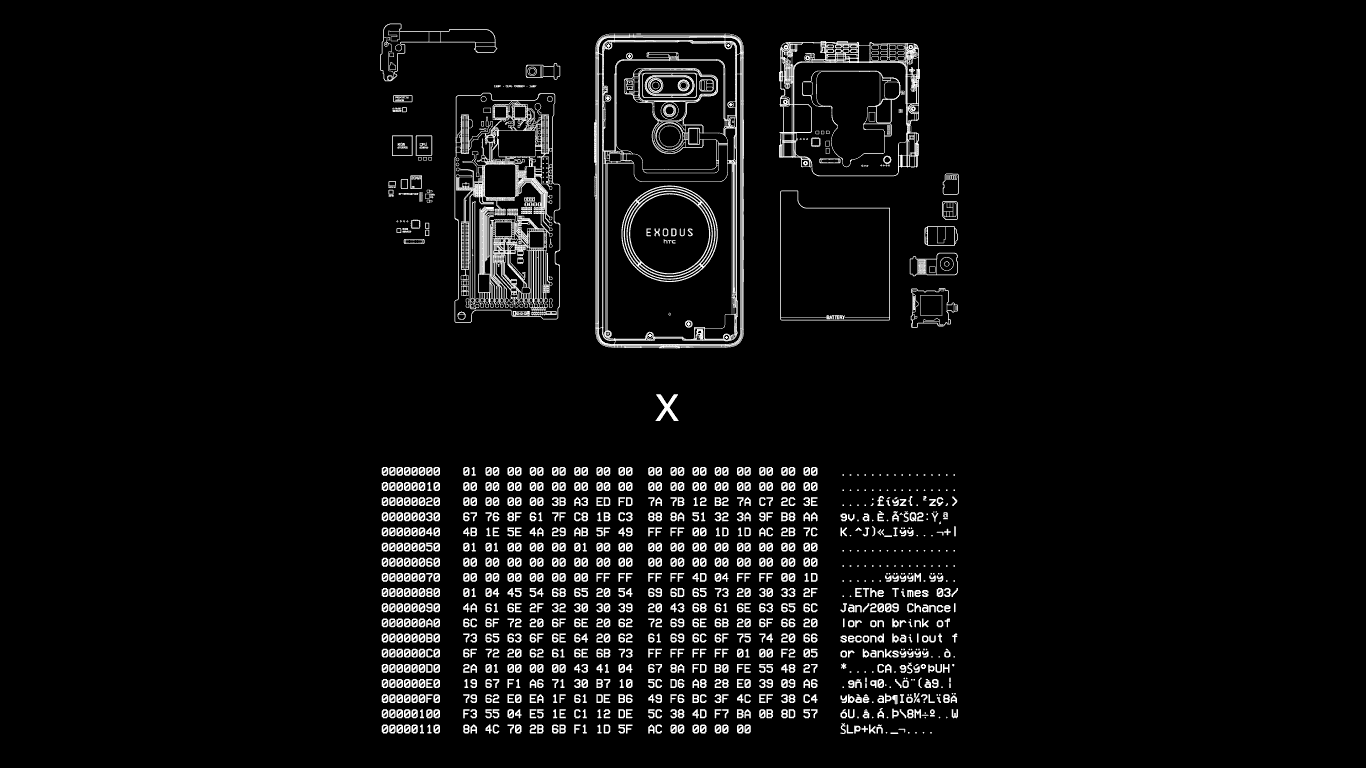 EXODUS
htc
BATTERY
X
00000000 01 00 00 00 00 00 00 00 00 00 00 00 00 00 00 00 ................
00000010 00 00 00 00 00 00 00 00 00 00 00 00 00 00 00 00 ................
00000020 00 00 00 00 3B A3 ED FD 7A 7B 12 B2 7A C7 2C 3E ....;£íýz{.²zÇ,>
00000030 67 76 8F 61 7F C8 1B C3 88 8A 51 32 3A 9F B8 AA gv.a.È.ÃˆŠQ2:Ÿ¸ª
00000040 4B 1E 5E 4A 29 AB 5F 49 FF FF 00 1D 1D AC 2B 7C K.^J)«_Iÿÿ...¬+|
00000050 01 01 00 00 00 01 00 00 00 00 00 00 00 00 00 00 ................
00000060 00 00 00 00 00 00 00 00 00 00 00 00 00 00 00 00 ................
00000070 00 00 00 00 00 00 FF FF FF FF 4D 04 FF FF 00 1D ......ÿÿÿÿM.ÿÿ..
00000080 01 04 45 54 68 65 20 54 69 6D 65 73 20 30 33 2F ..EThe Times 03/
00000090 4A 61 6E 2F 32 30 30 39 20 43 68 61 6E 63 65 6C Jan/2009 Chancel
000000A0 6C 6F 72 20 6F 6E 20 62 72 69 6E 6B 20 6F 66 20 lor on brink of
000000B0 73 65 63 6F 6E 64 20 62 61 69 6C 6F 75 74 20 66 second bailout f
000000C0 6F 72 20 62 61 6E 6B 73 FF FF FF FF 01 00 F2 05 or banksÿÿÿÿ..ò.
000000D0 2A 01 00 00 00 43 41 04 67 8A FD B0 FE 55 48 27 *....CA.gŠý°þUH'
000000E0 19 67 F1 A6 71 30 B7 10 5C D6 A8 28 E0 39 09 A6 .gñ¦q0·.\Ö¨(à9.¦
000000F0 79 62 E0 EA 1F 61 DE B6 49 F6 BC 3F 4C EF 38 C4 ybàê.aÞ¶Iö¼?Lï8Ä
00000100 F3 55 04 E5 1E C1 12 DE 5C 38 4D F7 BA 0B 8D 57 óU.å.Á.Þ\8M÷º..W
00000110 8A 4C 70 2B 6B F1 1D 5F AC 00 00 00 00 ŠLp+kñ._¬....